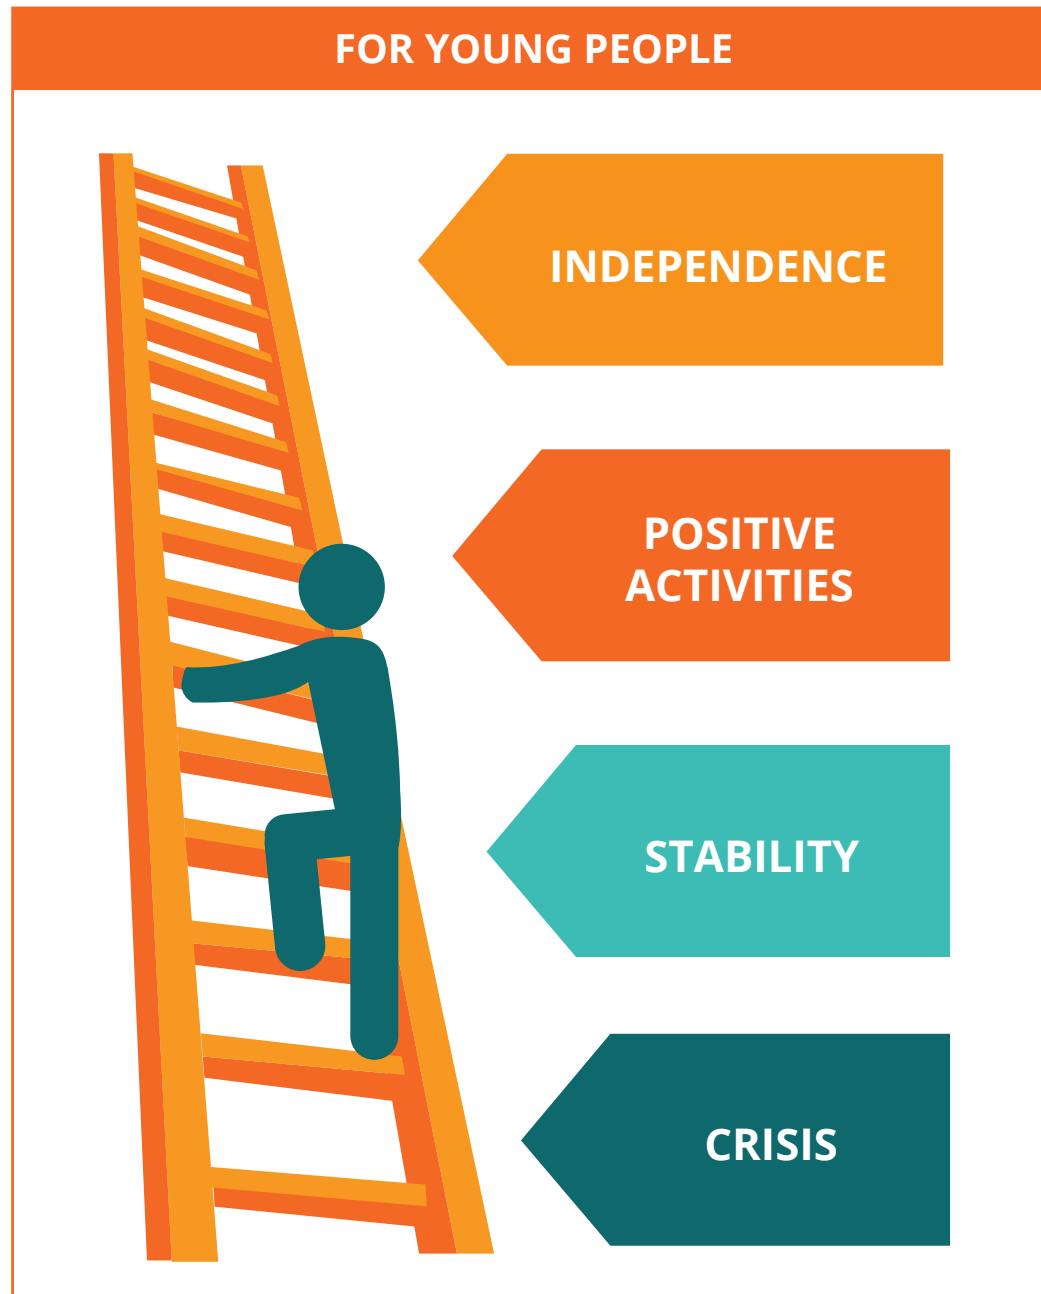 FOR YOUNG PEOPLE
INDEPENDENCE
POSITIVE
ACTIVITIES
STABILITY
CRISIS